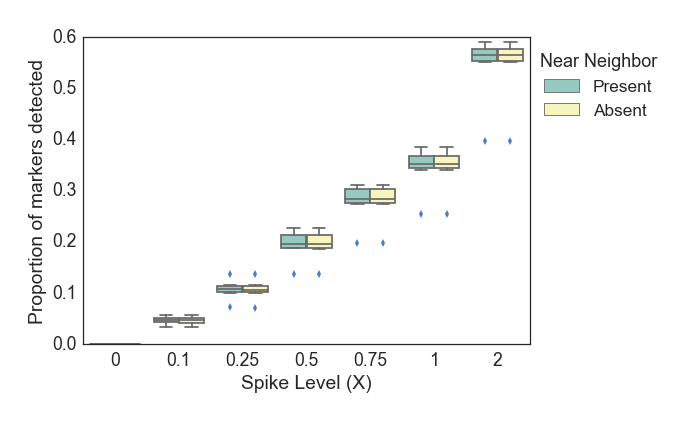 0.6
0.5
0.4
0.3
0.2
0.1
0.0
Proportion of markers detected
0 0.1 0.25 0.5 0.75 1 2
Spike Level (X)
Near Neighbor
Present
Absent